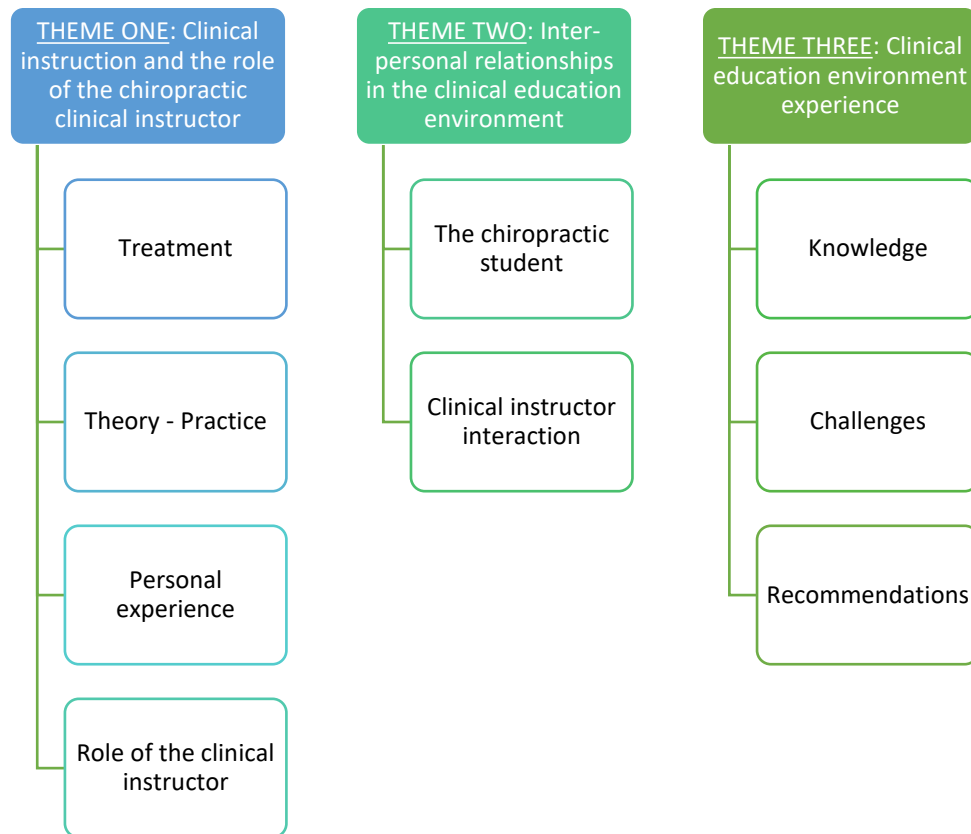 THEME ONE: Clinical
instruction and the role
of the chiropractic
clinical instructor
Treatment
Theory - Practice
Personal
experience
Role of the clinical
instructor
THEME TWO: Inter-
personal relationships
in the clinical education
environment
The chiropractic
student
Clinical instructor
interaction
THEME THREE: Clinical
education environment
experience
Knowledge
Challenges
Recommendations